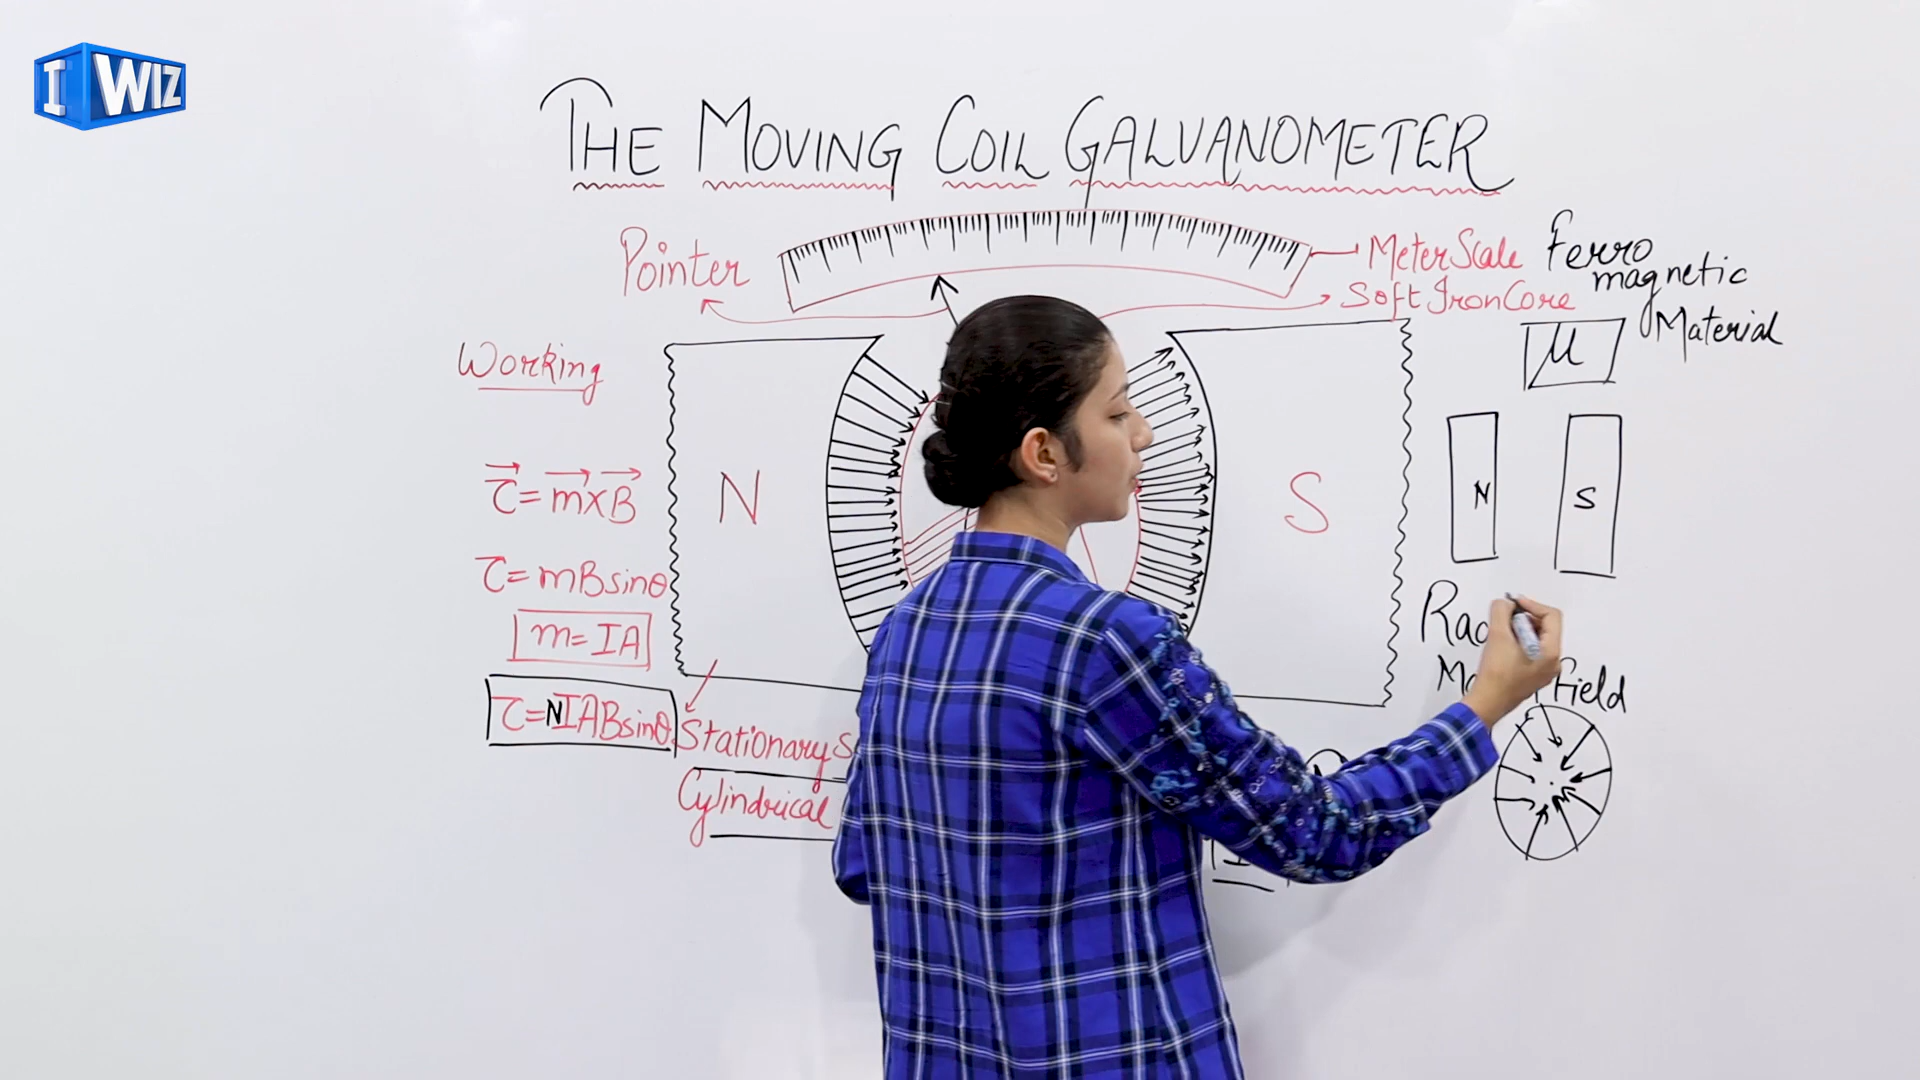 I WIZ
THE MOVING COIL GALVANOMETER
Pointer
Meter Scale
Soft Iron Core
Ferro
magnetic
Material
μ
Working
N
S
N
S
τ⃗ = m⃗ x B⃗
τ = mBsinθ
m = IA
τ = NIABsinθ
Stationary
Cylindrical
Field